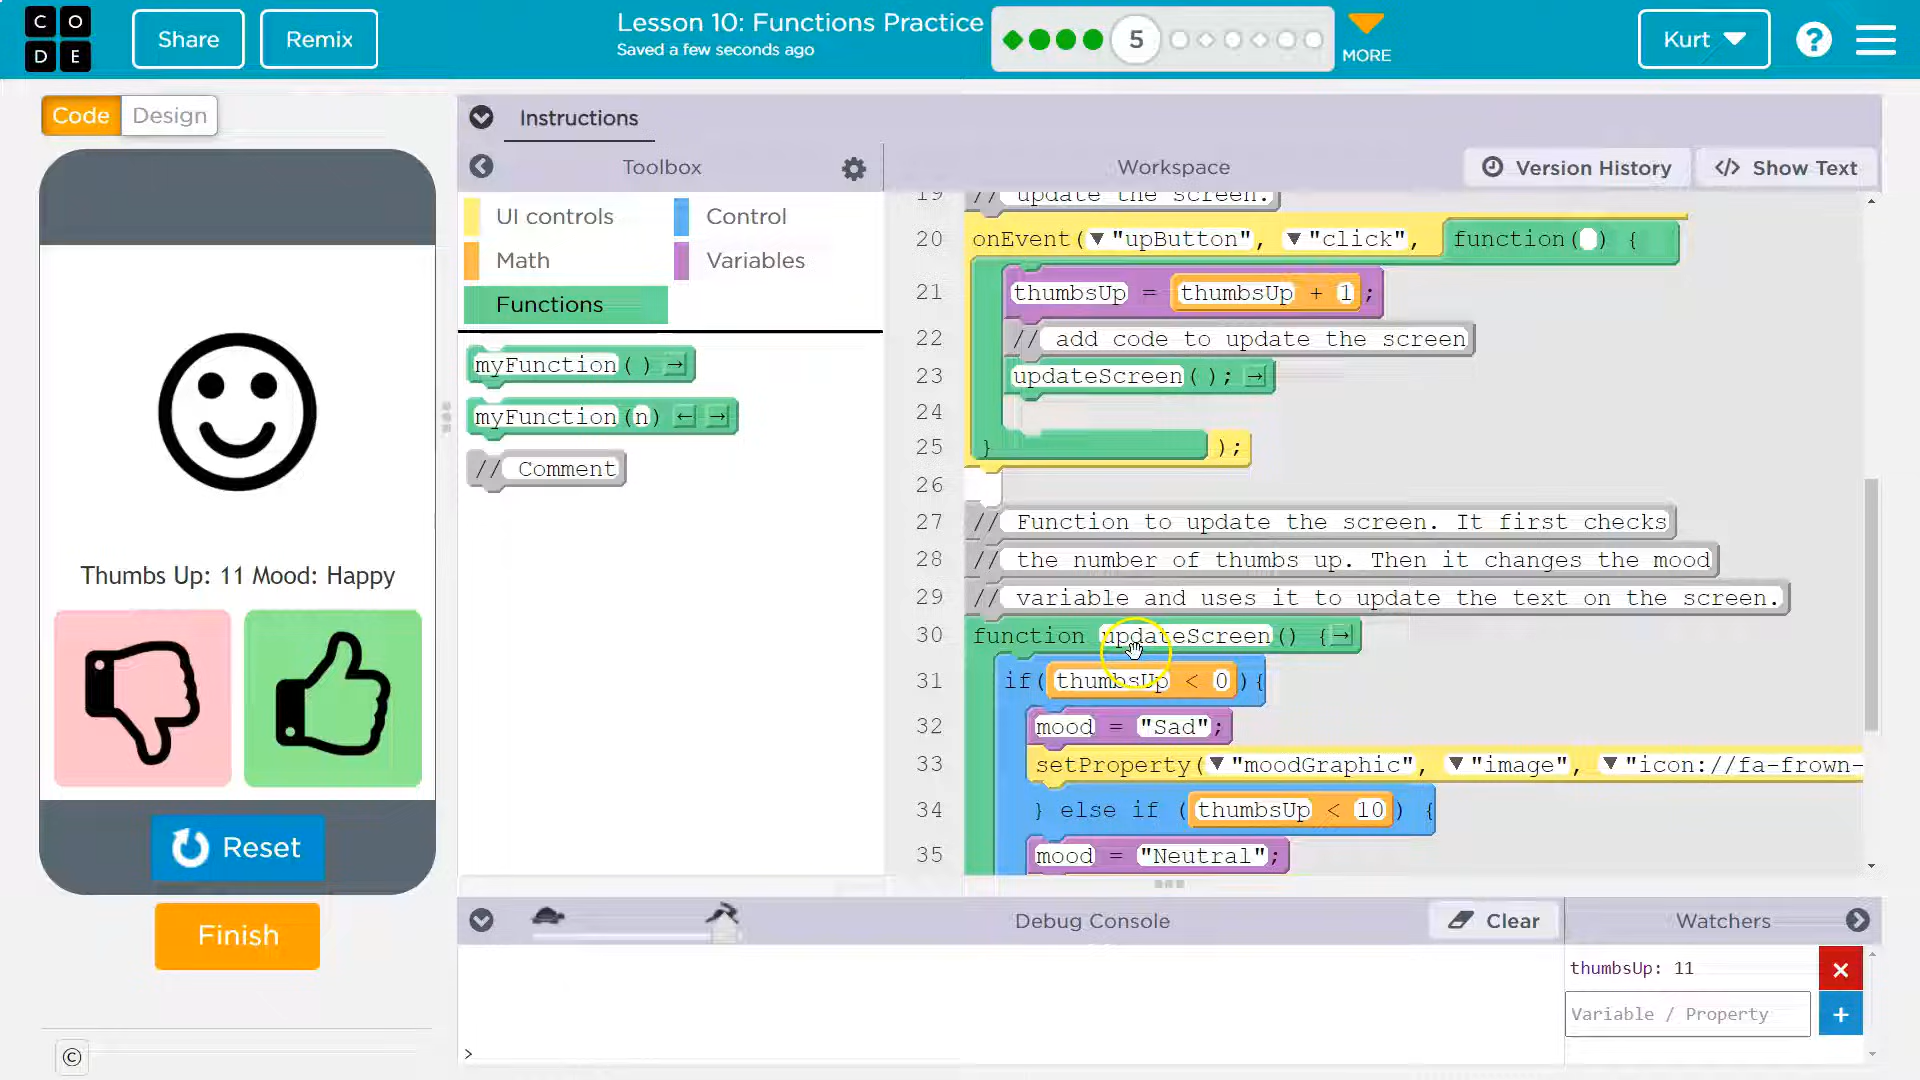 CO
DE
Share
Remix
Lesson 10: Functions Practice
Saved a few seconds ago
5
MORE
Kurt
?
Code
Design
Instructions
Toolbox
Workspace
Version History
</> Show Text
UI controls
Control
Math
Variables
Functions
myFunction() →
myFunction(n) ← →
// Comment
19 // update the screen.
20 onEvent(▼"upButton", ▼"click", function( ) {
21 thumbsUp = thumbsUp + 1;
22 // add code to update the screen
23 updateScreen(); →
24
25 } );
26
27 // Function to update the screen. It first checks
28 // the number of thumbs up. Then it changes the mood
29 // variable and uses it to update the text on the screen.
30 function updateScreen() { →
31 if( thumbsUp < 0 ){
32 mood = "Sad";
33 setProperty(▼"moodGraphic", ▼"image", ▼"icon://fa-frown-
34 } else if ( thumbsUp < 10 ) {
35 mood = "Neutral";
Thumbs Up: 11 Mood: Happy
Reset
Finish
©
Debug Console
Clear
Watchers
thumbsUp: 11
Variable / Property
>